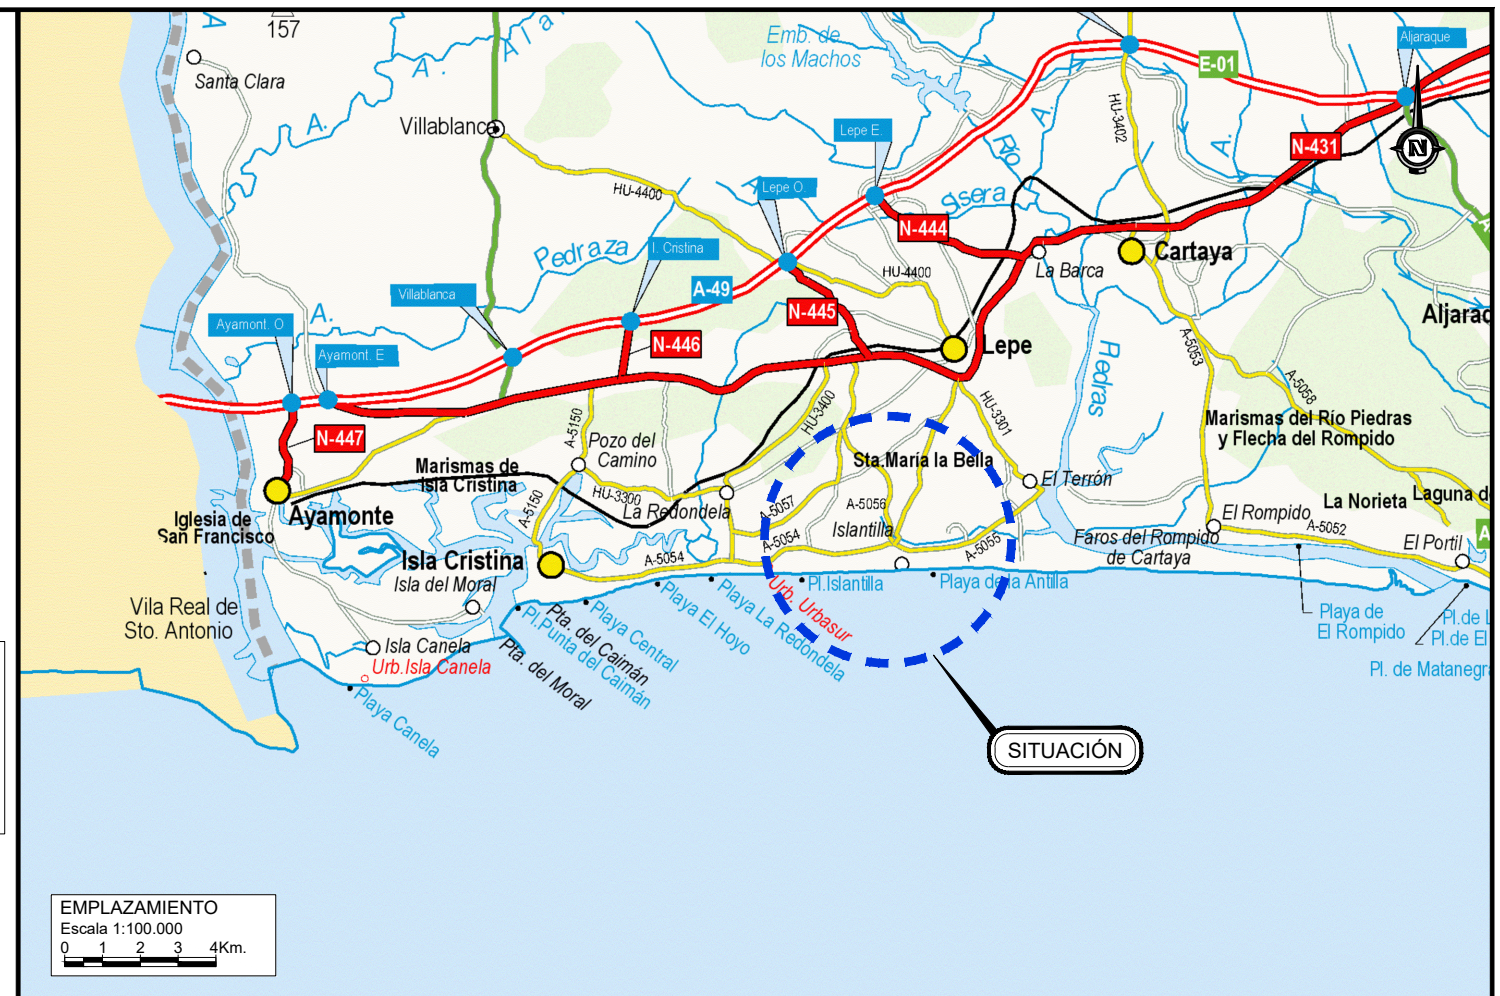 157
A.
A l a
Emb. de
los Machos
Aljaraque
E-01
Santa Clara
A.
A.
Villablanca
HU-3402
Lepe E.
Río
A.
A.
N-431
N
HU-4400
Lepe O.
Sisera
N-444
Pedraza
I. Cristina
Cartaya
La Barca
HU-4400
Villablanca
A-49
N-445
A.
Ayamont. O
Ayamont. E
N-446
Lepe
Aljaraq
Piedras
A-5053
A-5058
N-447
A-5150
HU-3400
HU-3301
Marismas del Río Piedras
y Flecha del Rompido
Pozo del
Camino
Marismas de
Isla Cristina
Sta.María la Bella
El Terrón
HU-3300
A-5150
La Redondela
A-5057
A-5056
La Norieta
Laguna d
Ayamonte
Iglesia de
San Francisco
Islantilla
A-5054
A-5055
El Rompido
A-5052
Faros del Rompido
de Cartaya
El Portil
A
Isla Cristina
A-5054
Isla del Moral
Pl.Islantilla
Playa de la Antilla
Urb. Urbasur
Vila Real de
Sto. Antonio
Playa de
El Rompido
Pl.de L
Pl.de El
Pl. de Matanegra
Isla Canela
Urb.Isla Canela
Playa Canela
Pta. del Moral
Pl.Punta del Caimán
Pta. del Caimán
Playa Central
Playa El Hoyo
Playa La Redondela
SITUACIÓN
EMPLAZAMIENTO
Escala 1:100.000
0 1 2 3 4Km.